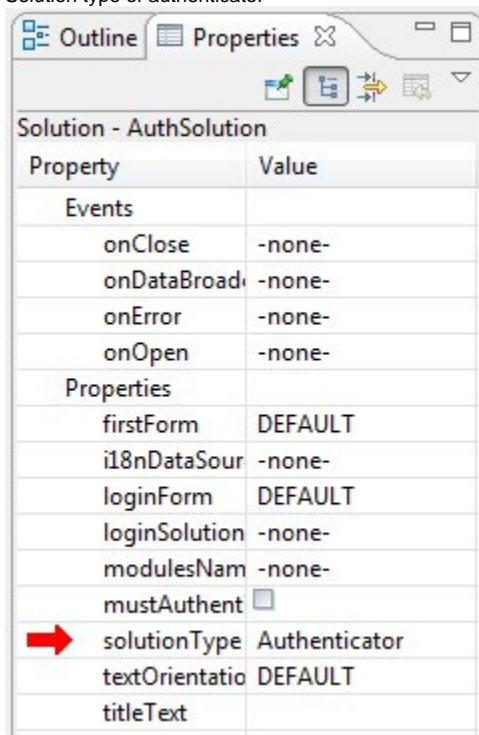 Solution type of authenticator
Outline Properties
Solution - AuthSolution
Property Value
Events
onClose -none-
onDataBroad -none-
onError -none-
onOpen -none-
Properties
firstForm DEFAULT
i18nDataSour -none-
loginForm DEFAULT
loginSolution -none-
modulesNam -none-
mustAuthent
solutionType Authenticator
textOrientatio DEFAULT
titleText